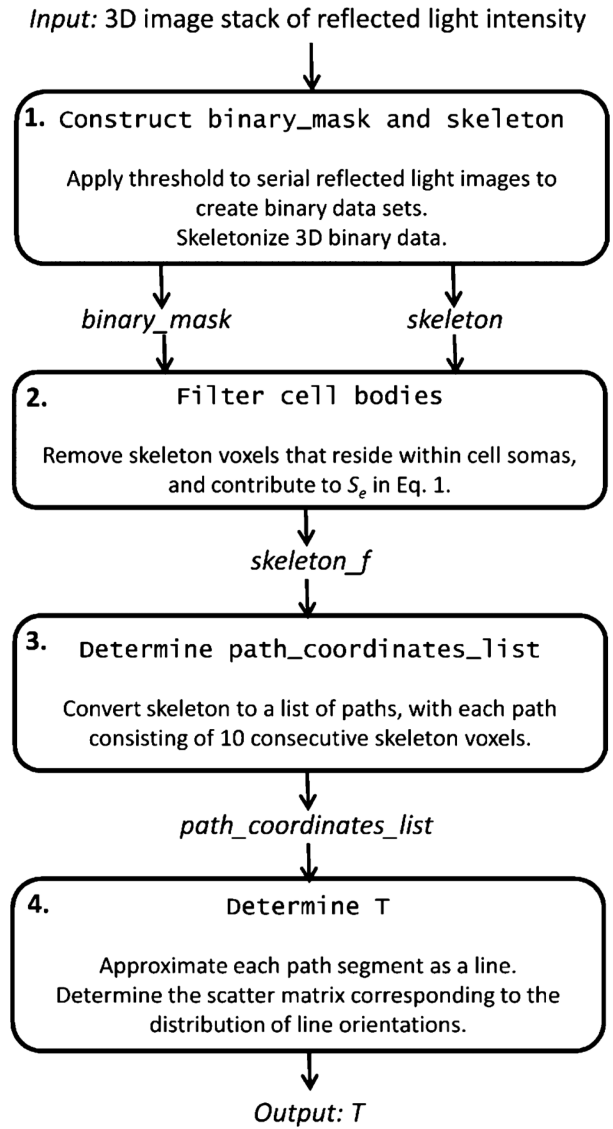 Input: 3D image stack of reflected light intensity
1. Construct binary_mask and skeleton
Apply threshold to serial reflected light images to
create binary data sets.
Skeletonize 3D binary data.
binary_mask skeleton
2. Filter cell bodies
Remove skeleton voxels that reside within cell somas,
and contribute to Se in Eq. 1.
skeleton_f
3. Determine path_coordinates_list
Convert skeleton to a list of paths, with each path
consisting of 10 consecutive skeleton voxels.
path_coordinates_list
4. Determine T
Approximate each path segment as a line.
Determine the scatter matrix corresponding to the
distribution of line orientations.
Output: T